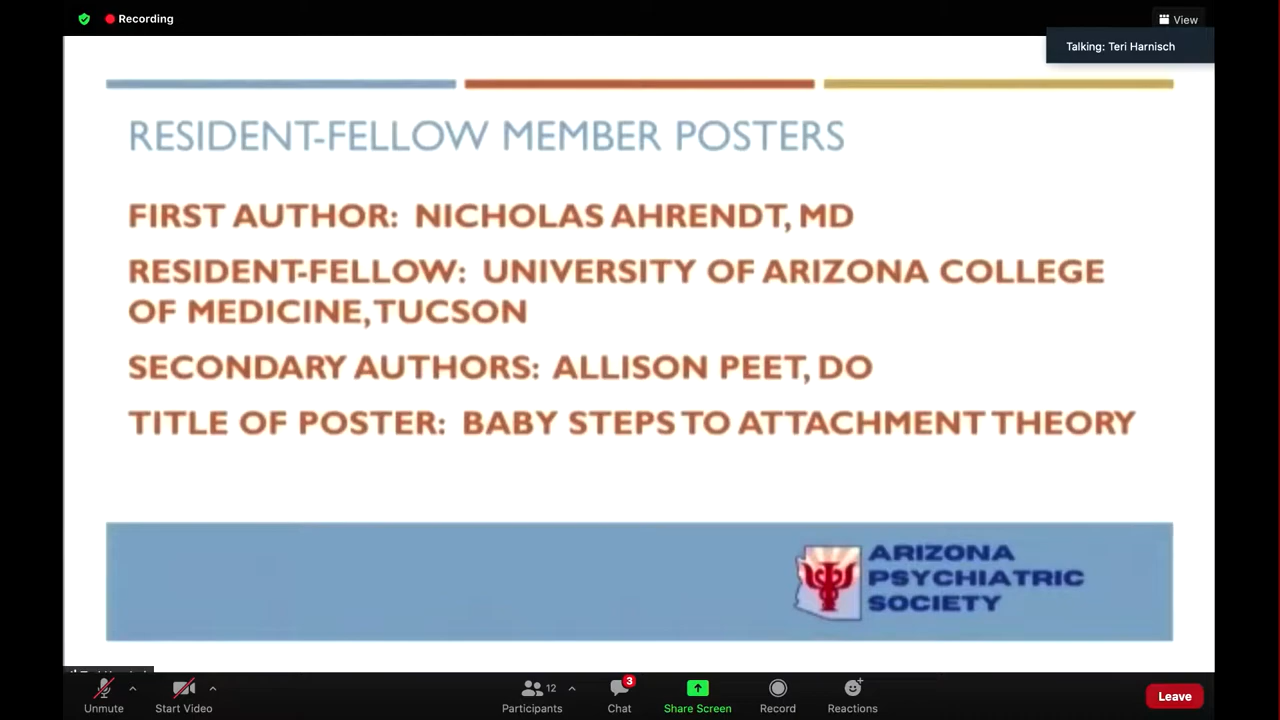 Recording
View
Talking: Teri Harnisch
RESIDENT-FELLOW MEMBER POSTERS
FIRST AUTHOR: NICHOLAS AHRENDT, MD
RESIDENT-FELLOW: UNIVERSITY OF ARIZONA COLLEGE
OF MEDICINE, TUCSON
SECONDARY AUTHORS: ALLISON PEET, DO
TITLE OF POSTER: BABY STEPS TO ATTACHMENT THEORY
ARIZONA
PSYCHIATRIC
SOCIETY
12
3
Unmute
Start Video
Participants
Chat
Share Screen
Record
Reactions
Leave